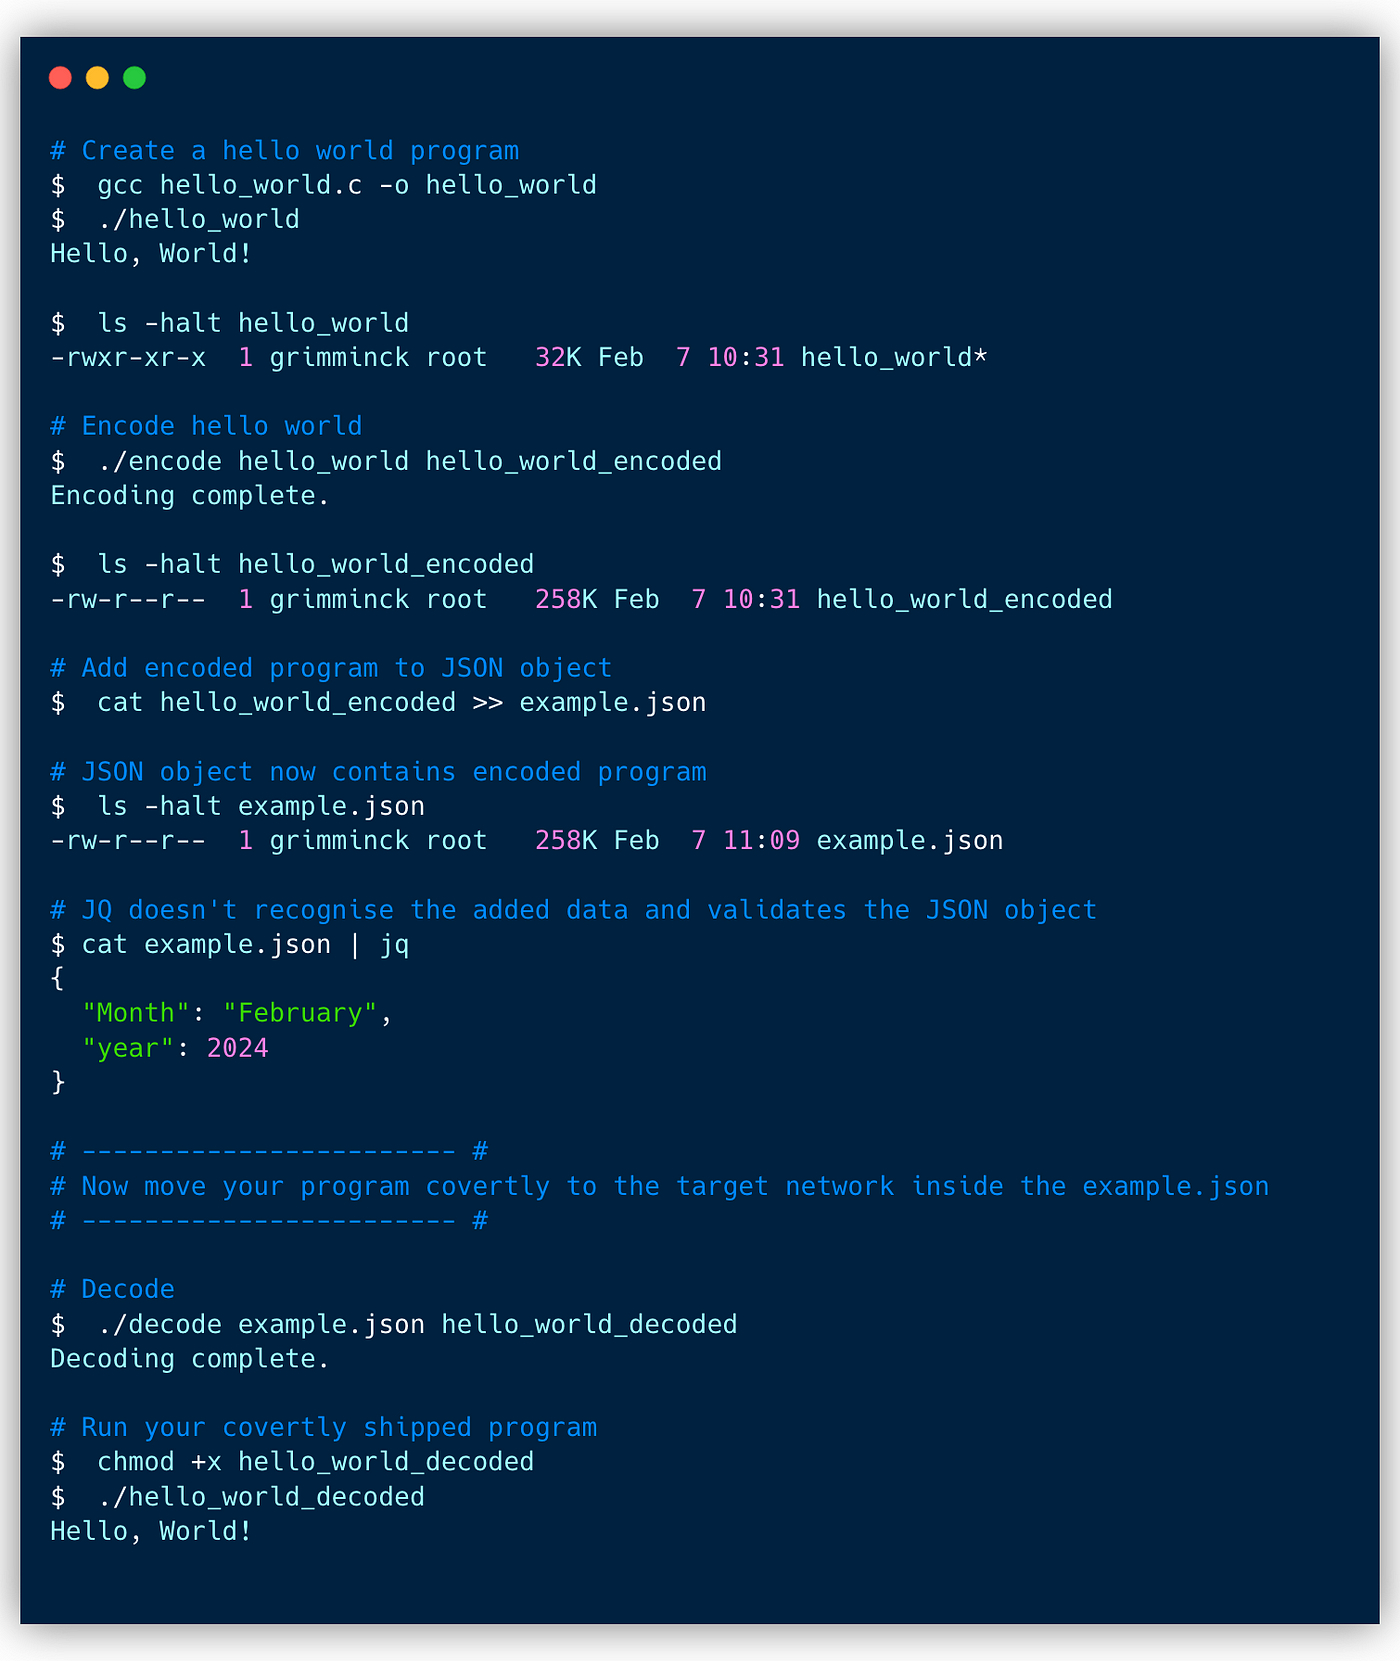 # Create a hello world program
$  gcc hello_world.c -o hello_world
$  ./hello_world
Hello, World!
$  ls -halt hello_world
-rwxr-xr-x  1 grimminck root   32K Feb  7 10:31 hello_world*
# Encode hello world
$  ./encode hello_world hello_world_encoded
Encoding complete.
$  ls -halt hello_world_encoded
-rw-r--r--  1 grimminck root   258K Feb  7 10:31 hello_world_encoded
# Add encoded program to JSON object
$  cat hello_world_encoded >> example.json
# JSON object now contains encoded program
$  ls -halt example.json
-rw-r--r--  1 grimminck root   258K Feb  7 11:09 example.json
# JQ doesn't recognise the added data and validates the JSON object
$ cat example.json | jq
{
  "Month": "February",
  "year": 2024
}
# ------------------------ #
# Now move your program covertly to the target network inside the example.json
# ------------------------ #
# Decode
$  ./decode example.json hello_world_decoded
Decoding complete.
# Run your covertly shipped program
$  chmod +x hello_world_decoded
$  ./hello_world_decoded
Hello, World!